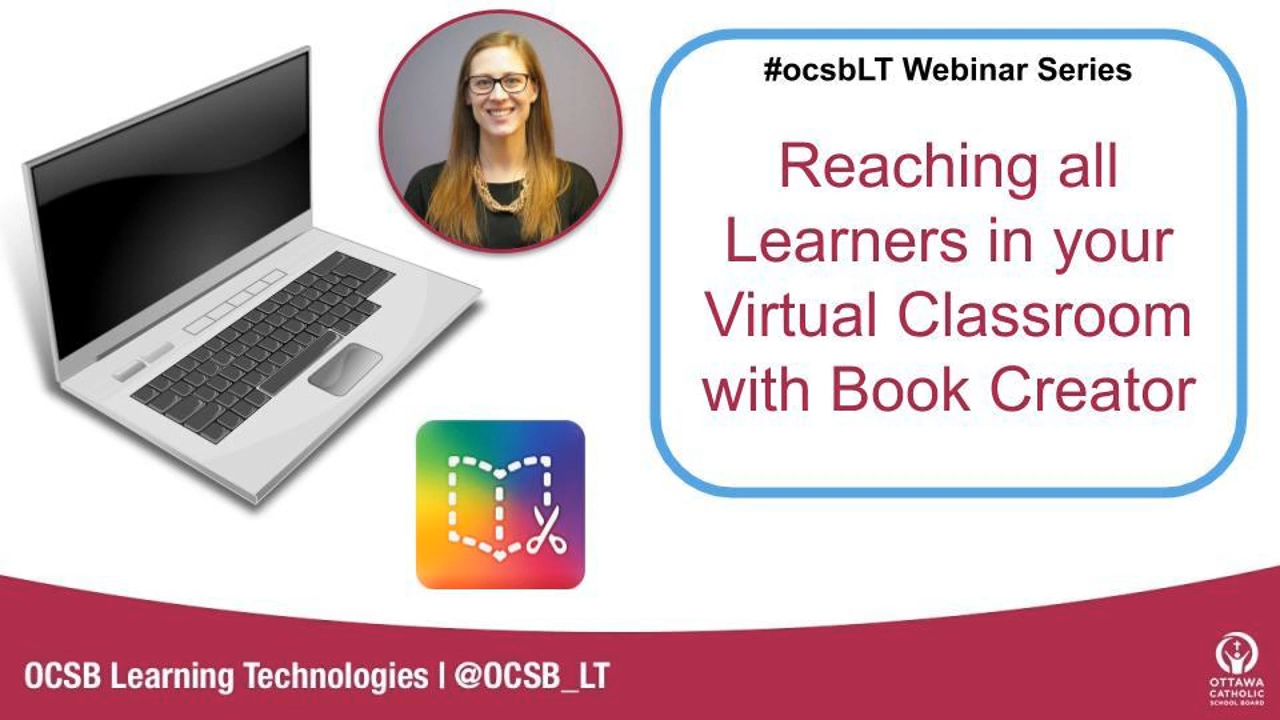 #ocsbLT Webinar Series
Reaching all
Learners in your
Virtual Classroom
with Book Creator
OCSB Learning Technologies | @OCSB_LT
OTTAWA
CATHOLIC
SCHOOL BOARD